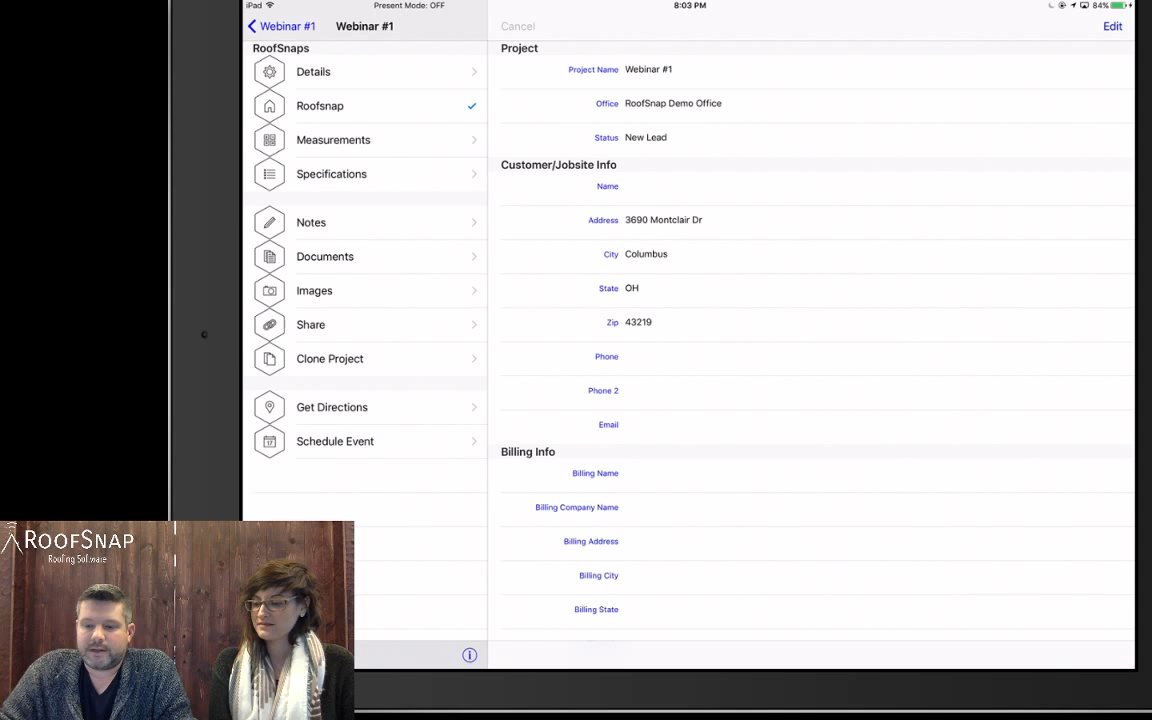 iPad Present Mode: OFF 8:03 PM 84%
Webinar #1 Webinar #1 Cancel Edit
RoofSnaps
Details
Roofsnap
Measurements
Specifications
Notes
Documents
Images
Share
Clone Project
Get Directions
17 Schedule Event
Project
Project Name Webinar #1
Office RoofSnap Demo Office
Status New Lead
Customer/Jobsite Info
Name
Address 3690 Montclair Dr
City Columbus
State OH
Zip 43219
Phone
Phone 2
Email
Billing Info
Billing Name
Billing Company Name
Billing Address
Billing City
Billing State
ROOFSNAP
Roofing Software